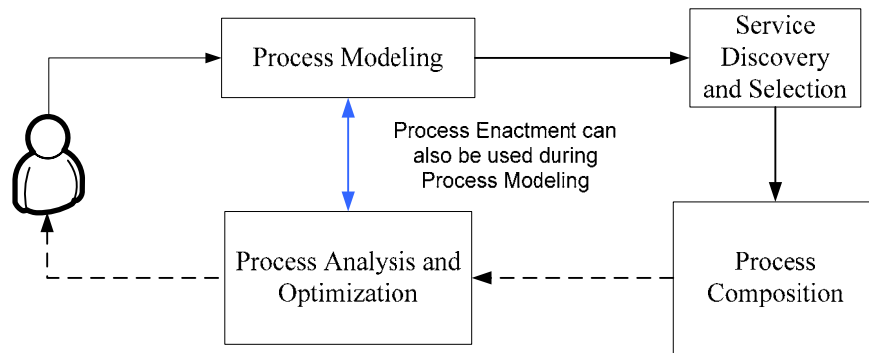 Process Modeling
Service
Discovery
and Selection
Process Enactment can
also be used during
Process Modeling
Process Analysis and
Optimization
Process
Composition